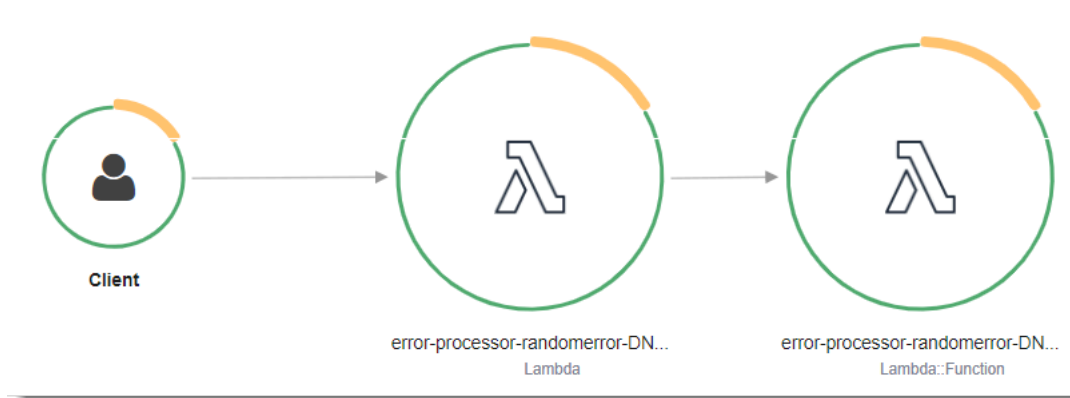 Client
error-processor-randomerror-DN...
Lambda
error-processor-randomerror-DN...
Lambda::Function